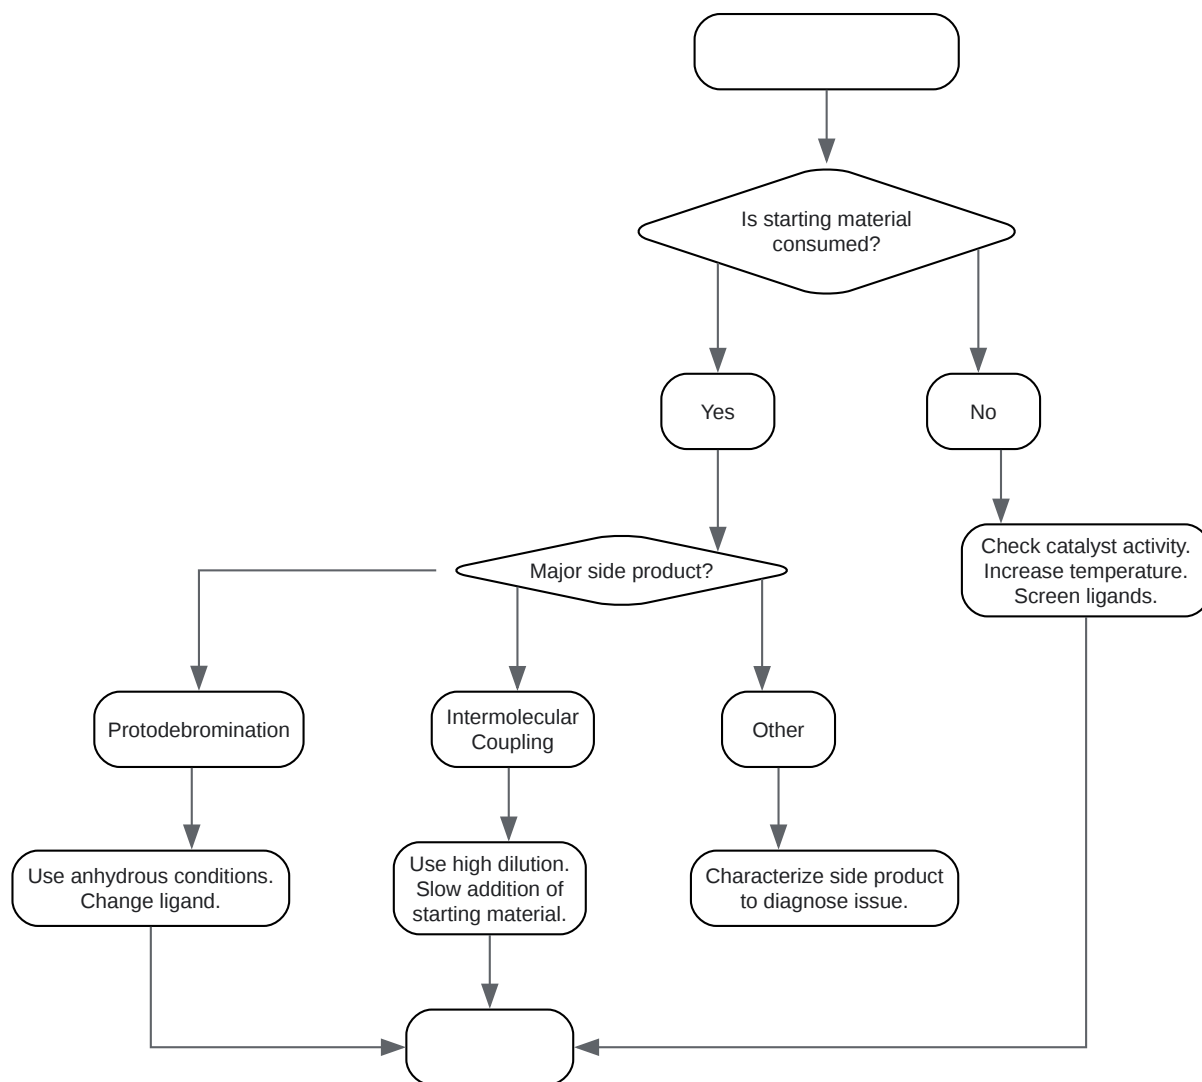 Is starting material
consumed?
Yes
No
Check catalyst activity.
Increase temperature.
Screen ligands.
Major side product?
Protodebromination
Intermolecular
Coupling
Other
Use anhydrous conditions.
Change ligand.
Use high dilution.
Slow addition of
starting material.
Characterize side product
to diagnose issue.